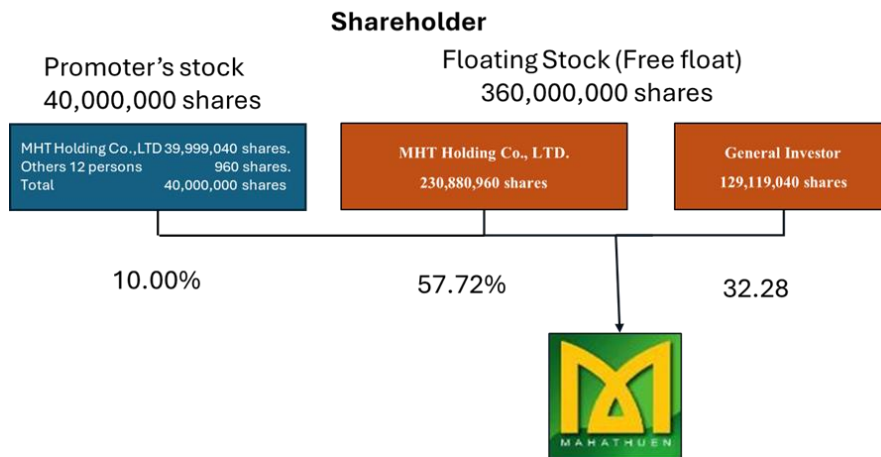 Shareholder
Promoter's stock
40,000,000 shares
Floating Stock (Free float)
360,000,000 shares
MHT Holding Co.,LTD 39,999,040 shares.
Others 12 persons 960 shares.
Total 40,000,000 shares
MHT Holding Co., LTD.
230,880,960 shares
General Investor
129,119,040 shares
10.00%
57.72%
32.28
MAHATHUEN